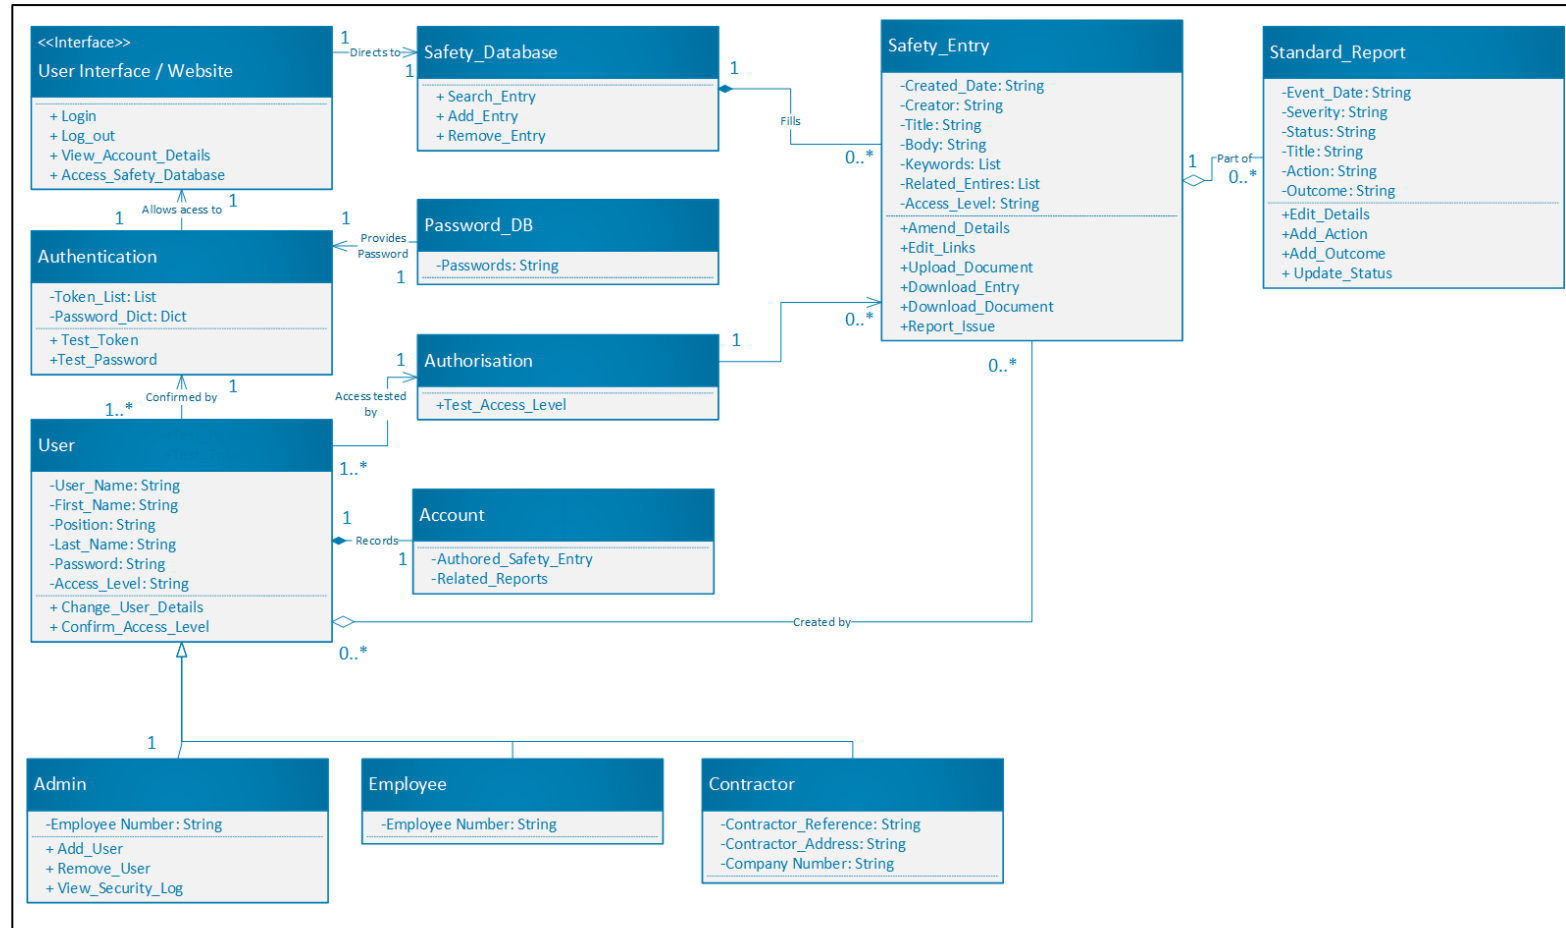 <<Interface>>
User Interface / Website
+ Login
+ Log_out
+ View_Account_Details
+ Access_Safety_Database
1
Directs to
1
Safety_Database
+ Search_Entry
+ Add_Entry
+ Remove_Entry
1
Fills
0..*
Safety_Entry
-Created_Date: String
-Creator: String
-Title: String
-Body: String
-Keywords: List
-Related_Entires: List
-Access_Level: String
+Amend_Details
+Edit_Links
+Upload_Document
+Download_Entry
+Download_Document
+Report_Issue
1
Part of
0..*
Standard_Report
-Event_Date: String
-Severity: String
-Status: String
-Title: String
-Action: String
-Outcome: String
+Edit_Details
+Add_Action
+Add_Outcome
+ Update_Status
1
Allows acess to
1
Authentication
-Token_List: List
-Password_Dict: Dict
+ Test_Token
+Test_Password
1
Provides
Password
1
Password_DB
-Passwords: String
1
Confirmed by
1..*
1
Access tested
by
1..*
Authorisation
+Test_Access_Level
1
0..*
User
-User_Name: String
-First_Name: String
-Position: String
-Last_Name: String
-Password: String
-Access_Level: String
+ Change_User_Details
+ Confirm_Access_Level
1
Records
1
Account
-Authored_Safety_Entry
-Related_Reports
0..*
Created by
0..*
1
Admin
-Employee Number: String
+ Add_User
+ Remove_User
+ View_Security_Log
Employee
-Employee Number: String
Contractor
-Contractor_Reference: String
-Contractor_Address: String
-Company Number: String